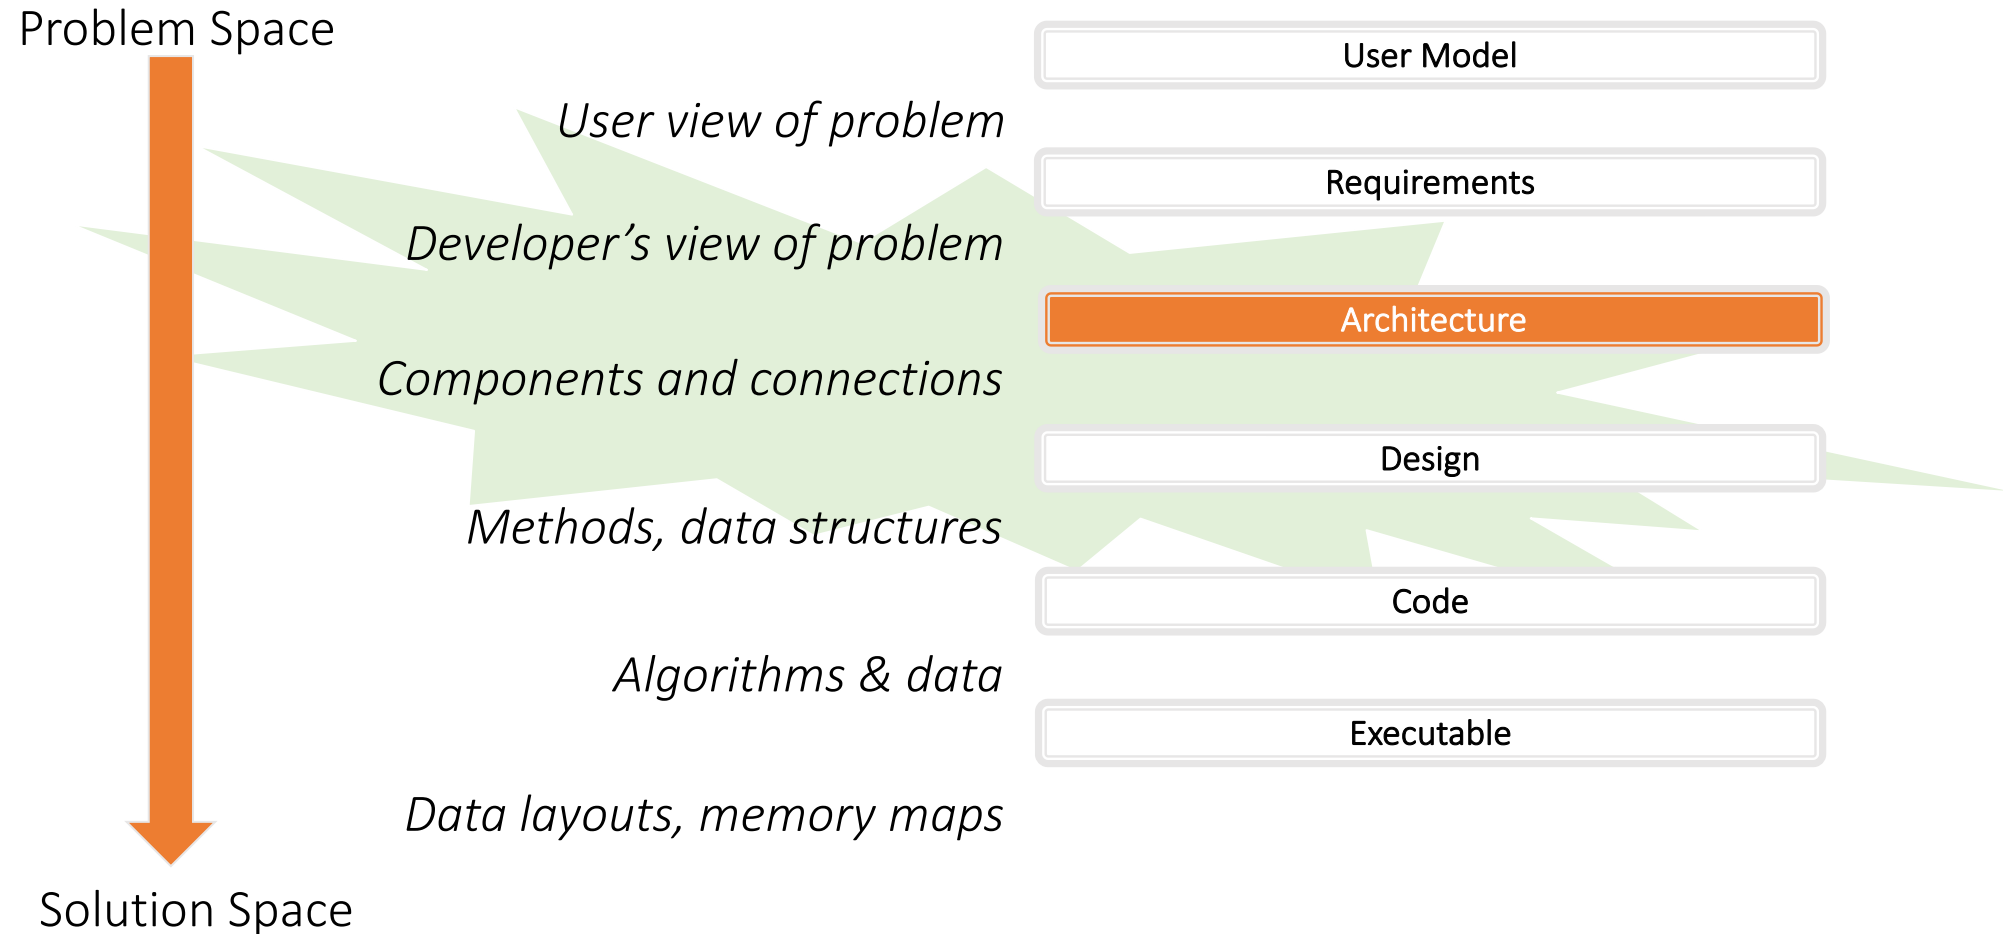 Problem Space
User Model
User view of problem
Requirements
Developer’s view of problem
Architecture
Components and connections
Design
Methods, data structures
Code
Algorithms & data
Executable
Data layouts, memory maps
Solution Space